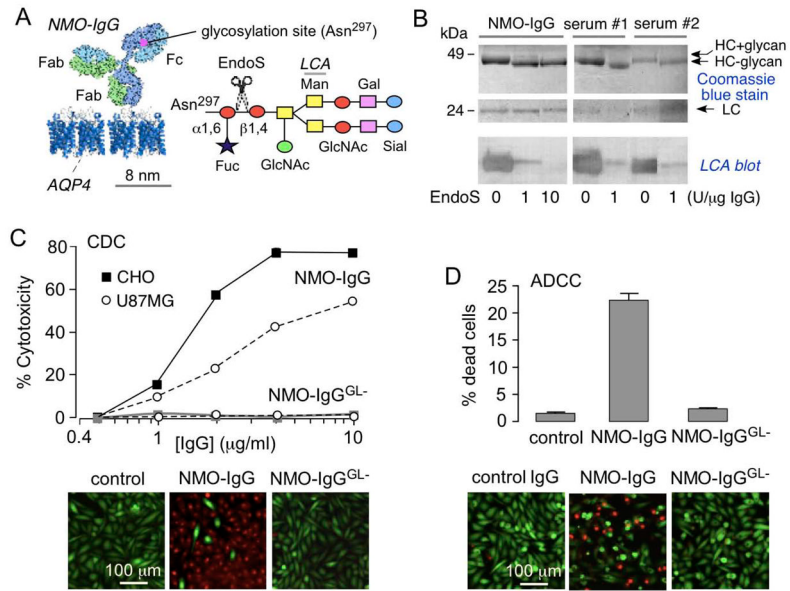 A
NMO-IgG
glycosylation site (Asn297)
Fab
Fc
Fab
AQP4
8 nm
EndoS
LCA
Man
Gal
Asn297
α1,6
β1,4
Fuc
GlcNAc
GlcNAc
Sial
B
NMO-IgG serum #1 serum #2
kDa
49
24
HC+glycan
HC-glycan
Coomassie
blue stain
LC
LCA blot
EndoS 0 1 10 0 1 0 1 (U/μg IgG)
C
CDC
80
60
40
20
0
% Cytotoxicity
CHO
U87MG
NMO-IgG
NMO-IgGGL-
0.4 1 10
[IgG] (μg/ml)
control NMO-IgG NMO-IgGGL-
100 μm
D
ADCC
25
20
15
10
5
0
% dead cells
control NMO-IgG NMO-IgGGL-
control IgG NMO-IgG NMO-IgGGL-
100 μm